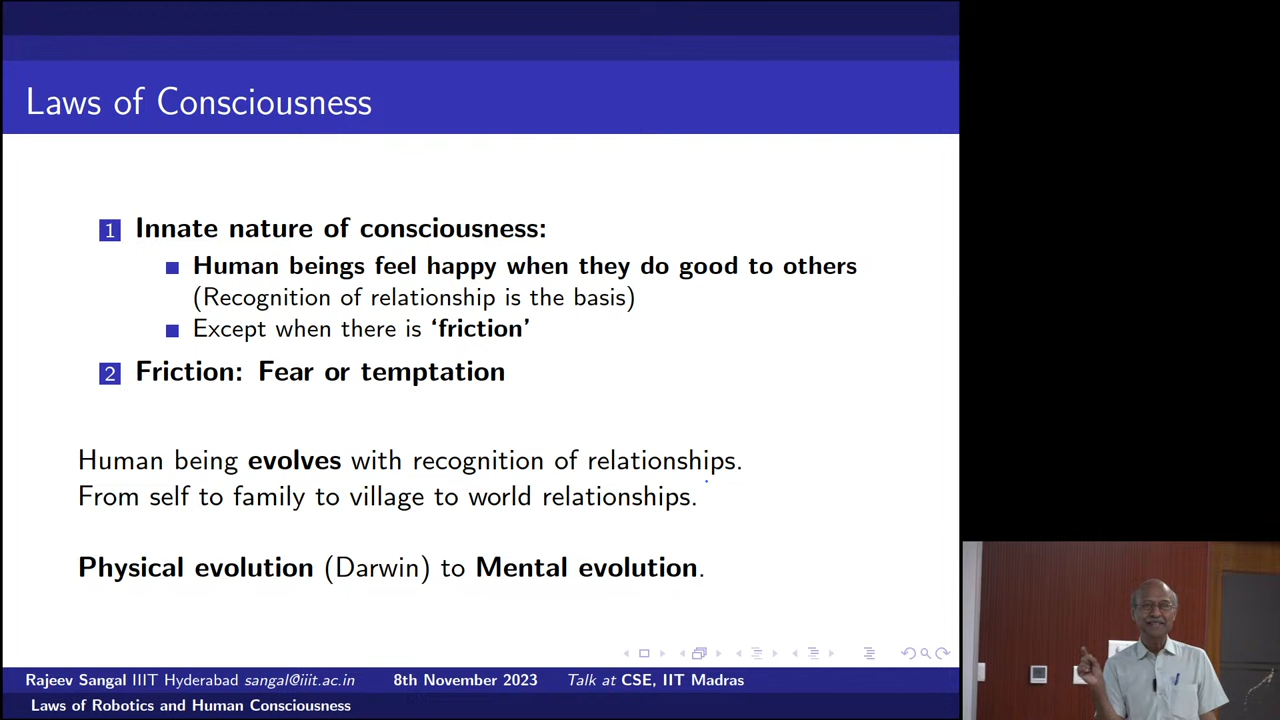 Laws of Consciousness
1 Innate nature of consciousness:
Human beings feel happy when they do good to others
(Recognition of relationship is the basis)
Except when there is ‘friction’
2 Friction: Fear or temptation
Human being evolves with recognition of relationships.
From self to family to village to world relationships.
Physical evolution (Darwin) to Mental evolution.
Rajeev Sangal IIIT Hyderabad sangal@iiit.ac.in 8th November 2023 Talk at CSE, IIT Madras
Laws of Robotics and Human Consciousness